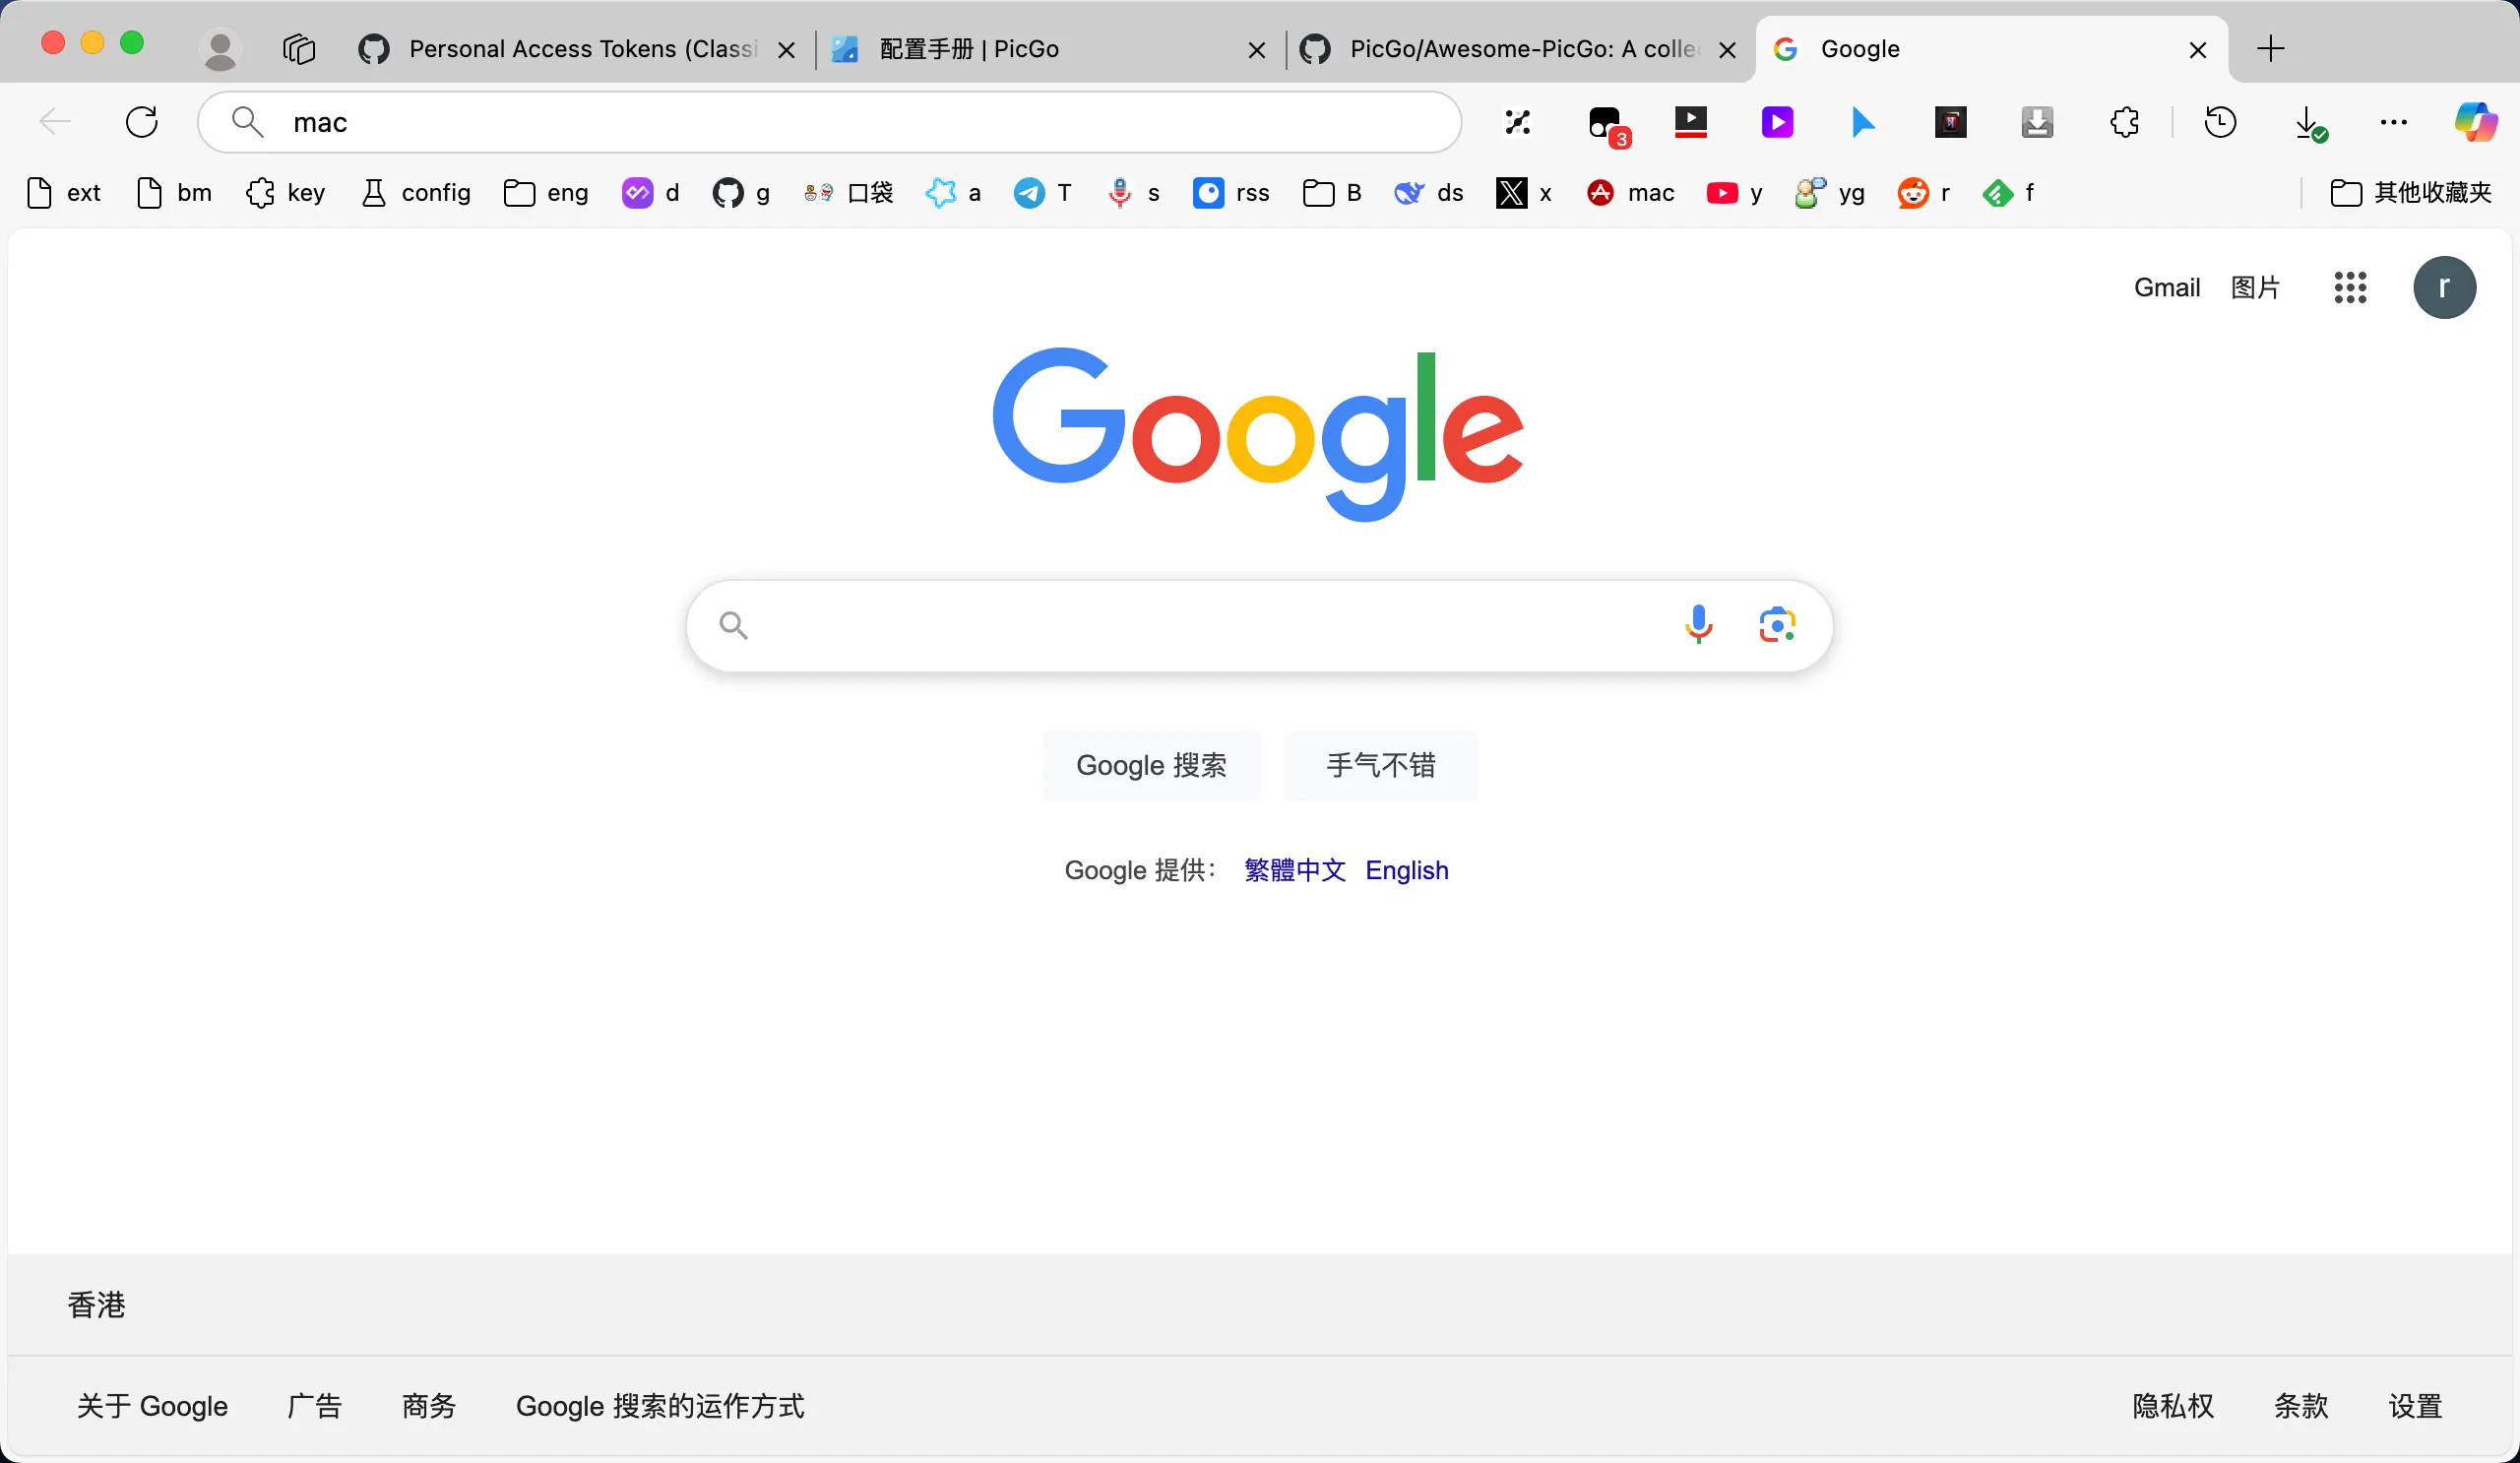 Personal Access Tokens (Classi 配置手册 | PicGo PicGo/Awesome-PicGo: A colle Google
mac
3
ext bm key config eng d g 口袋 a T s rss B ds x mac y yg r f 其他收藏夹
Gmail 图片 r
Google
Google 搜索 手气不错
Google 提供： 繁體中文 English
香港
关于 Google 广告 商务 Google 搜索的运作方式 隐私权 条款 设置